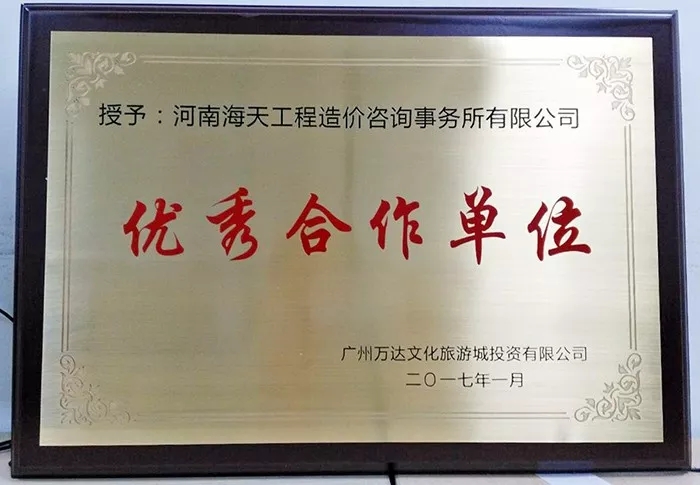 授予：河南海天工程造价咨询事务所有限公司
优秀合作单位
广州万达文化旅游城投资有限公司
二〇一七年一月